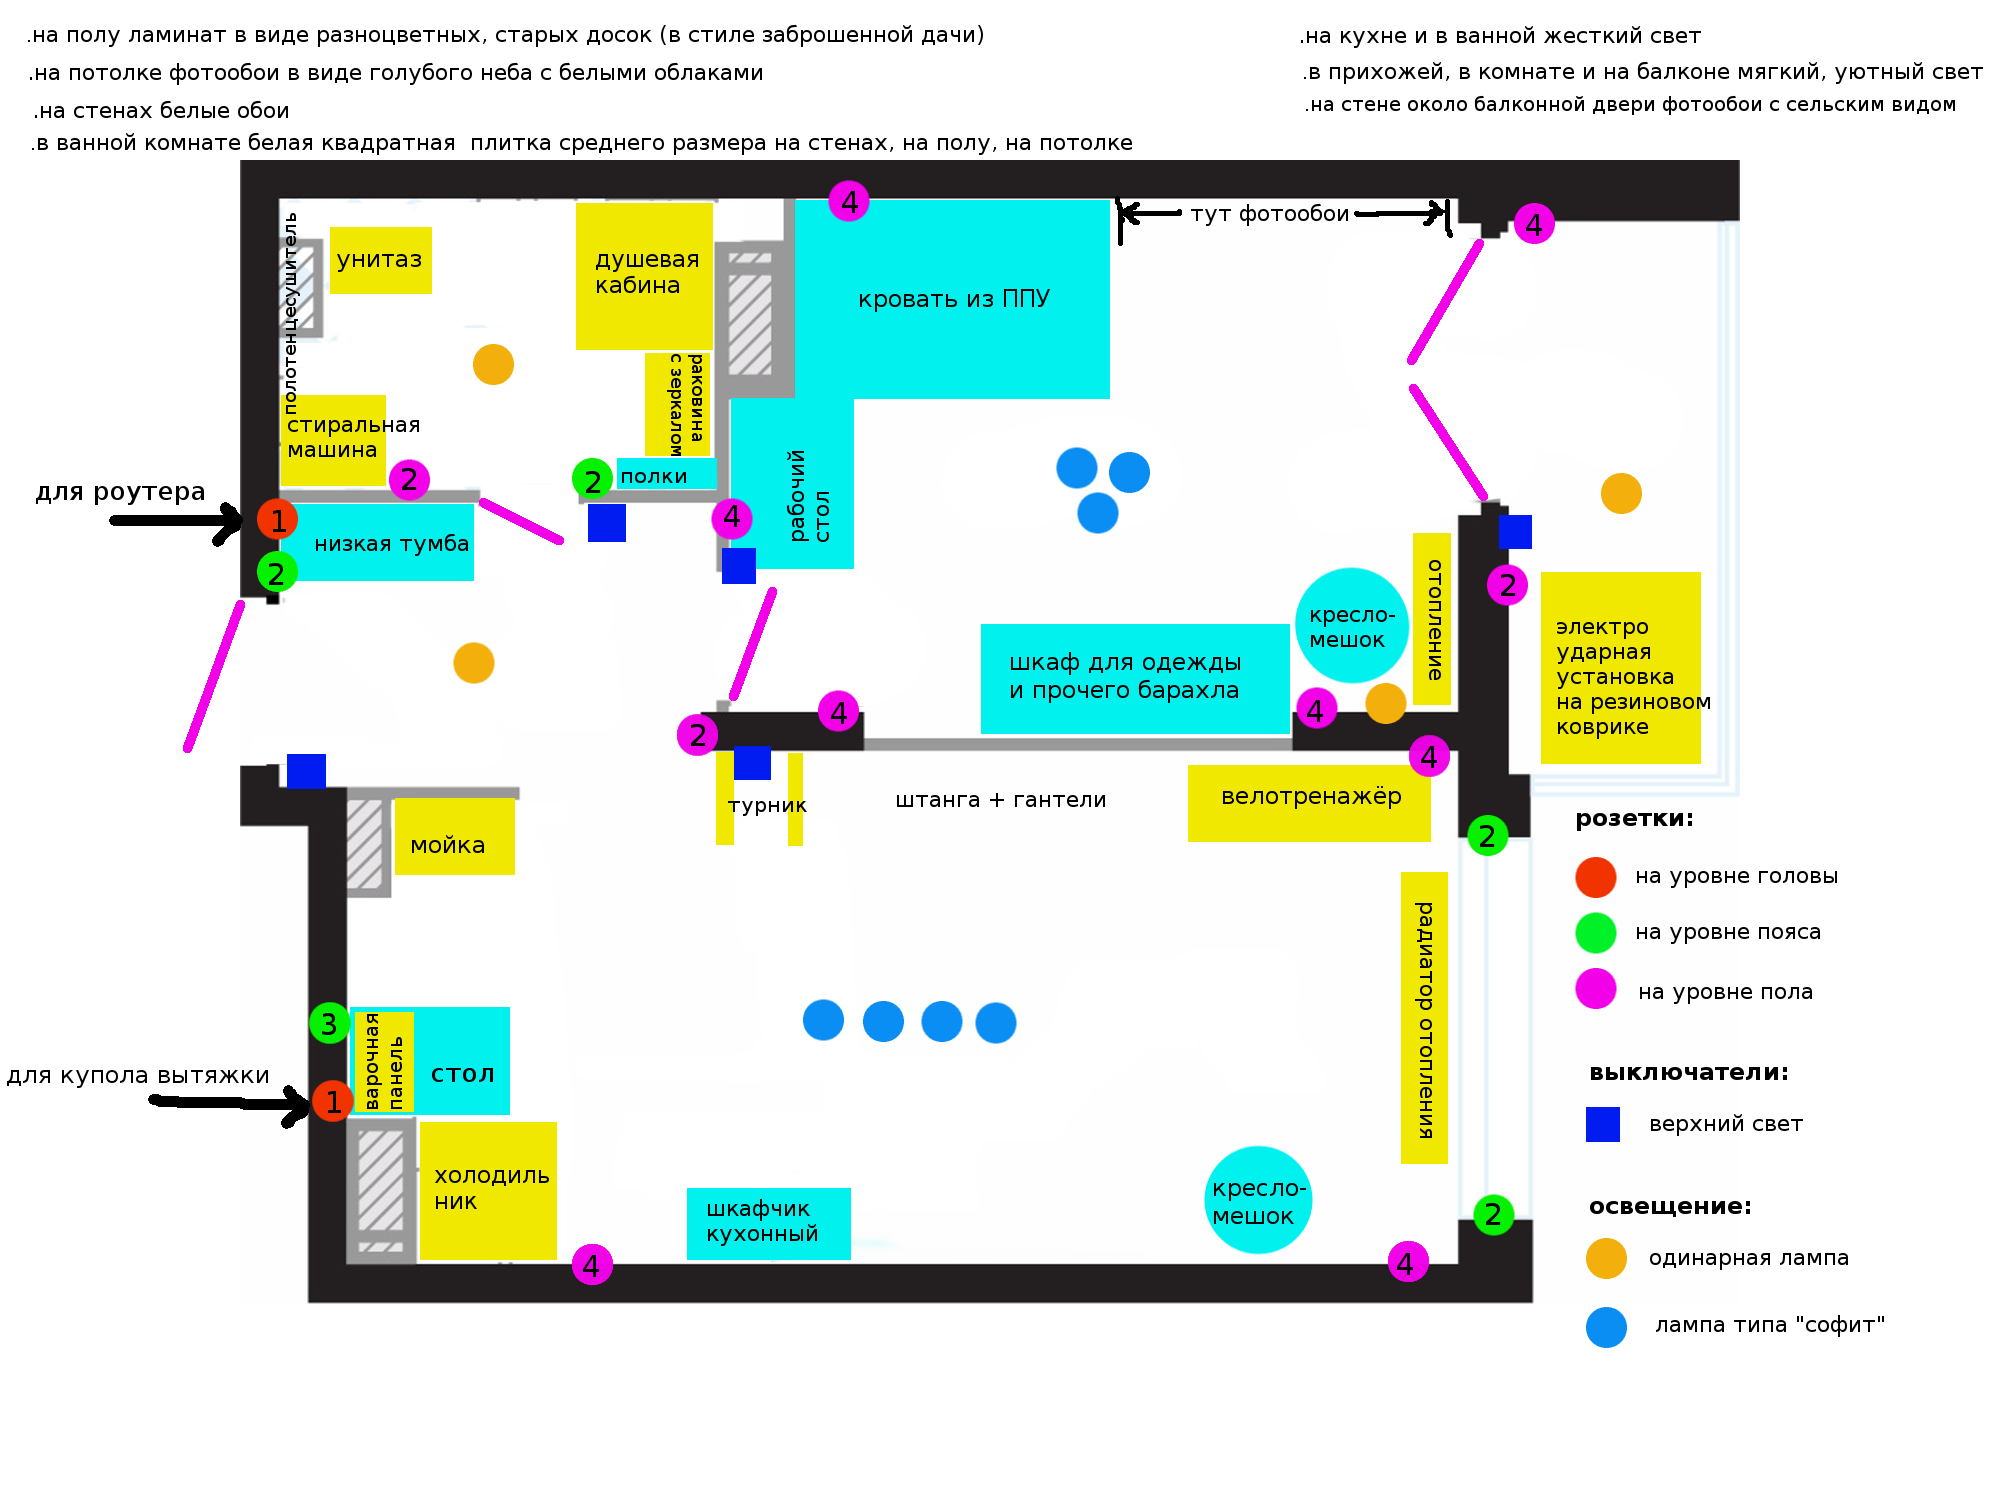 .на полу ламинат в виде разноцветных, старых досок (в стиле заброшенной дачи)
.на потолке фотообои в виде голубого неба с белыми облаками
.на стенах белые обои
.в ванной комнате белая квадратная  плитка среднего размера на стенах, на полу, на потолке
.на кухне и в ванной жесткий свет
.в прихожей, в комнате и на балконе мягкий, уютный свет
.на стене около балконной двери фотообои с сельским видом
4
тут фотообои
4
полотенцесушитель
унитаз
душевая
кабина
кровать из ППУ
раковина
с зеркалом
стиральная
машина
2
2
полки
рабочий
стол
для роутера
1
2
низкая тумба
4
отопление
кресло-
мешок
2
электро
ударная
установка
на резиновом
коврике
шкаф для одежды
и прочего барахла
4
4
2
4
турник
штанга + гантели
велотренажёр
2
мойка
радиатор отопления
3
варочная
панель
стол
для купола вытяжки
1
холодиль
ник
шкафчик
кухонный
кресло-
мешок
2
4
4
розетки:
на уровне головы
на уровне пояса
на уровне пола
выключатели:
верхний свет
освещение:
одинарная лампа
лампа типа "софит"